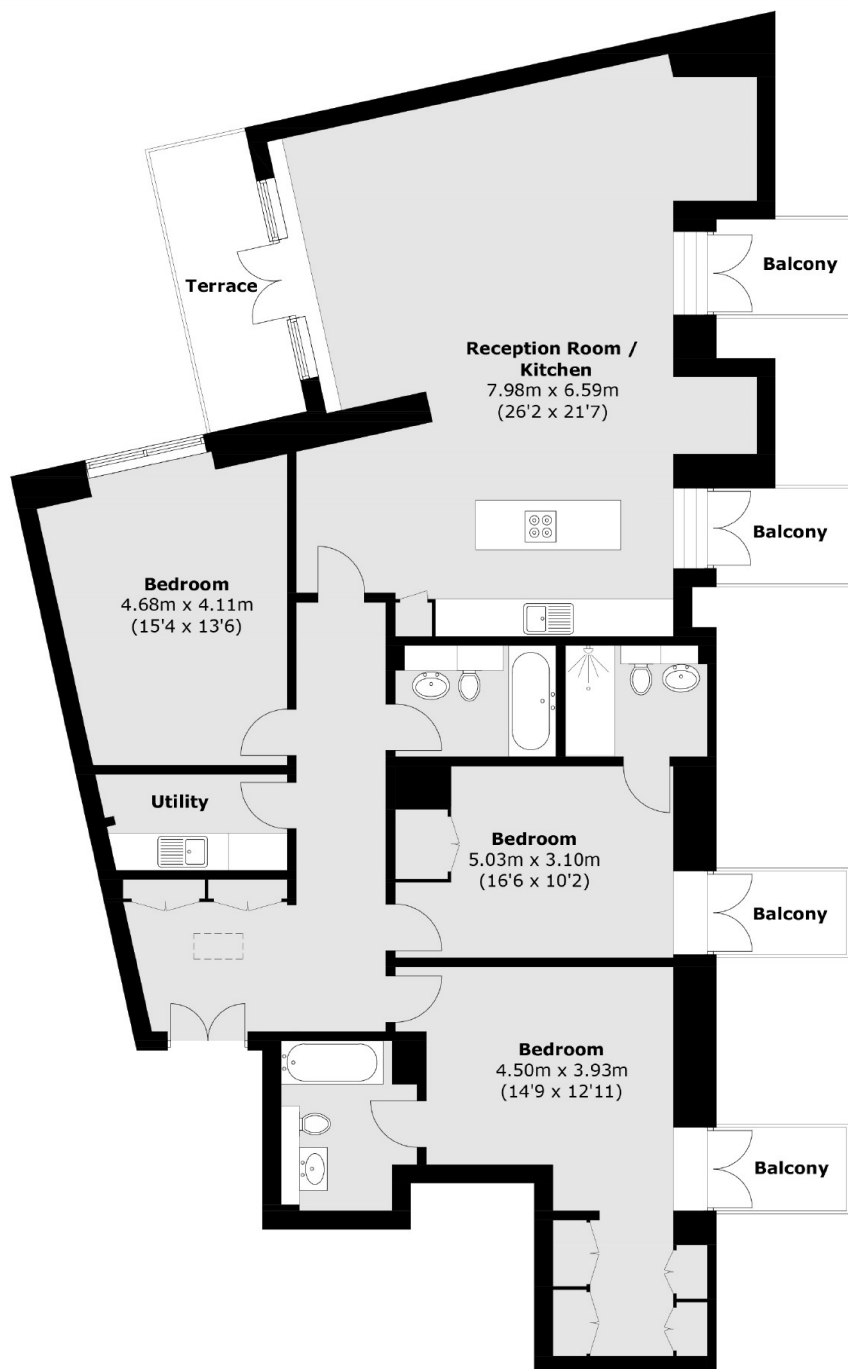 Terrace
Balcony
Reception Room /
Kitchen
7.98m x 6.59m
(26'2 x 21'7)
Balcony
Bedroom
4.68m x 4.11m
(15'4 x 13'6)
Utility
Bedroom
5.03m x 3.10m
(16'6 x 10'2)
Balcony
Bedroom
4.50m x 3.93m
(14'9 x 12'11)
Balcony